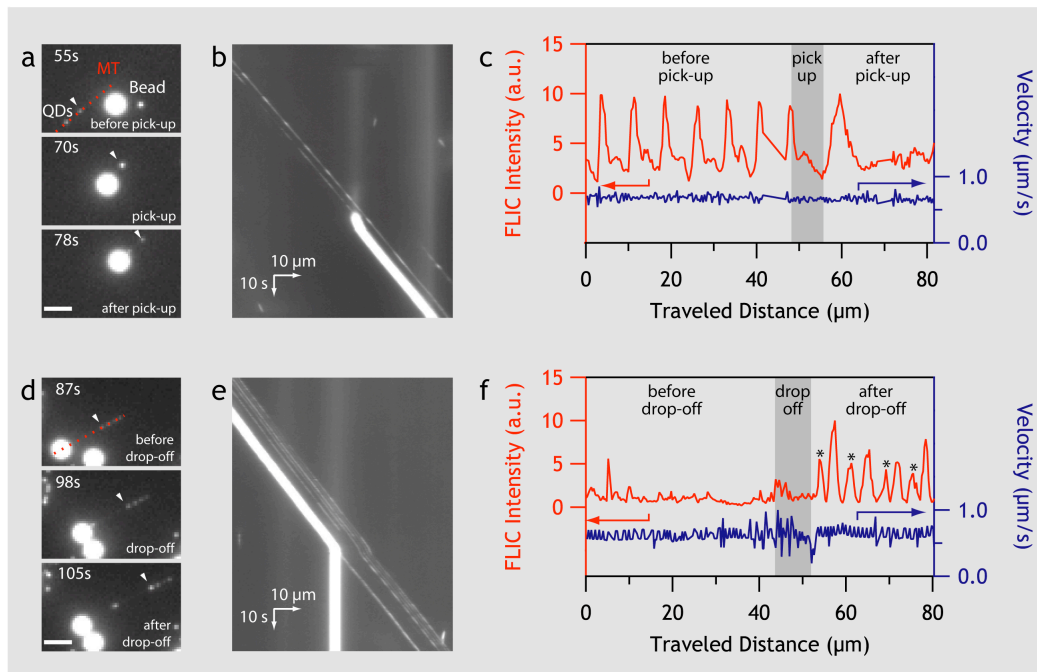 a
55s
MT
QDs
Bead
before pick-up
70s
pick-up
78s
after pick-up
b
10 µm
10 s
c
FLIC Intensity (a.u.)
15
10
5
0
before
pick-up
pick
up
after
pick-up
1.0
0.0
Velocity (µm/s)
0
20
40
60
80
Traveled Distance (µm)
d
87s
before
drop-off
98s
drop-off
105s
after
drop-off
e
10 µm
10 s
f
FLIC Intensity (a.u.)
15
10
5
0
before
drop-off
drop
off
after
drop-off
* * * *
1.0
0.0
Velocity (µm/s)
0
20
40
60
80
Traveled Distance (µm)